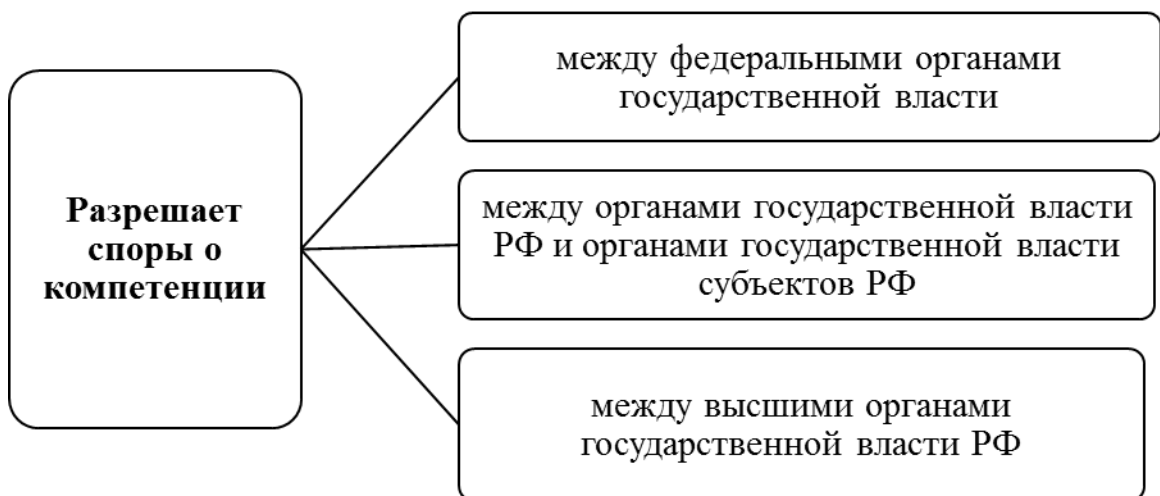 Разрешает
споры о
компетенции
между федеральными органами
государственной власти
между органами государственной власти
РФ и органами государственной власти
субъектов РФ
между высшими органами
государственной власти РФ